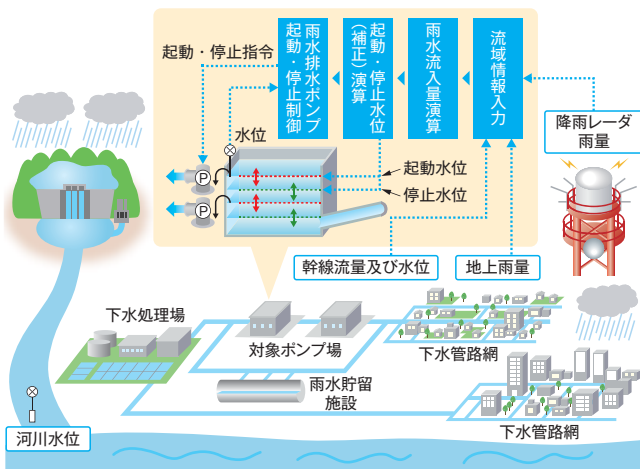 起動・停止指令
雨水排水ポンプ
起動・停止制御
起動・停止水位
（補正）演算
雨水流入量演算
流域情報入力
降雨レーダ
雨量
水位
P
P
起動水位
停止水位
幹線流量及び水位
地上雨量
下水処理場
対象ポンプ場
下水管路網
雨水貯留
施設
下水管路網
河川水位